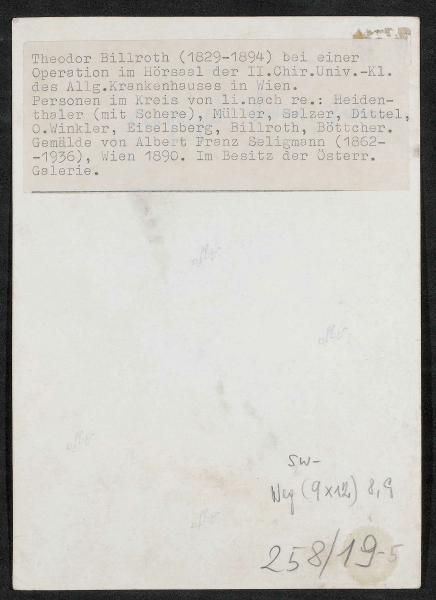 Theodor Billroth (1829-1894) bei einer
Operation im Hörsaal der II.Chir.Univ.-Kl.
des Allg.Krankenhauses in Wien.
Personen im Kreis von li.nach re.: Heiden-
thaler (mit Schere), Müller, Salzer, Dittel,
O.Winkler, Eiselsberg, Billroth, Böttcher.
Gemälde von Albert Franz Seligmann (1862-
-1936), Wien 1890. Im Besitz der Österr.
Galerie.
SW-
Neg (9x12) 8,9
258/19-5